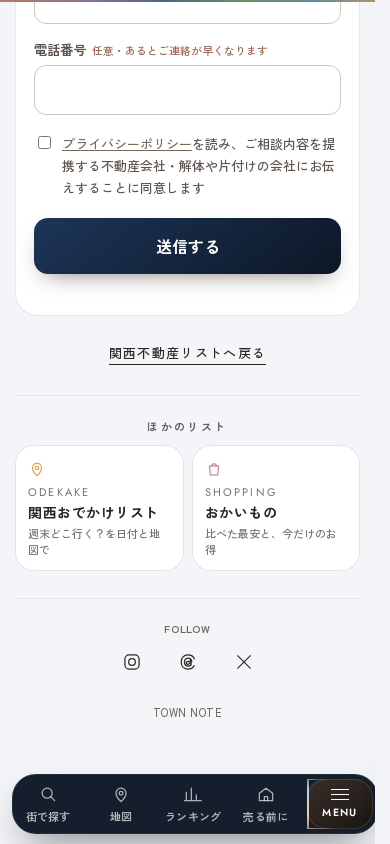 電話番号 任意・あるとご連絡が早くなります
プライバシーポリシーを読み、ご相談内容を提
携する不動産会社・解体や片付けの会社にお伝
えすることに同意します
送信する
関西不動産リストへ戻る
ほかのリスト
ODEKAKE
関西おでかけリスト
週末どこ行く？を日付と地
図で
SHOPPING
おかいもの
比べた最安と、今だけのお
得
FOLLOW
TOWN NOTE
街で探す
地図
ランキング
売る前に
MENU